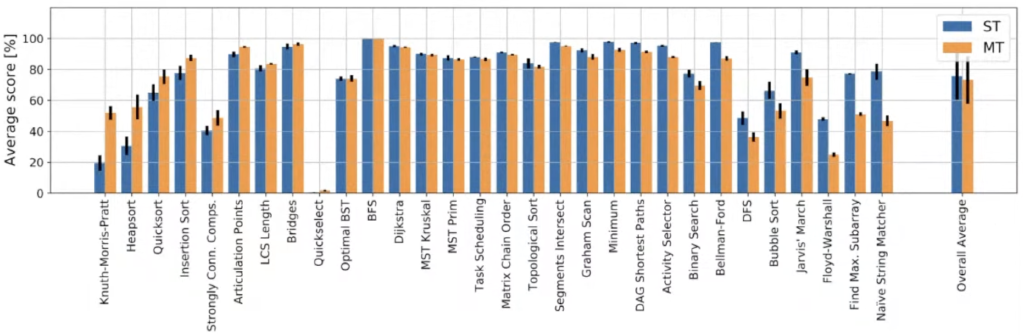 Average score [%]
100
80
60
40
20
0
ST
MT
Knuth-Morris-Pratt
Heapsort
Quicksort
Insertion Sort
Strongly Conn. Comps.
Articulation Points
LCS Length
Bridges
Quickselect
Optimal BST
BFS
Dijkstra
MST Kruskal
MST Prim
Task Scheduling
Matrix Chain Order
Topological Sort
Segments Intersect
Graham Scan
Minimum
DAG Shortest Paths
Activity Selector
Binary Search
Bellman-Ford
DFS
Bubble Sort
Jarvis' March
Floyd-Warshall
Find Max. Subarray
Naïve String Matcher
Overall Average